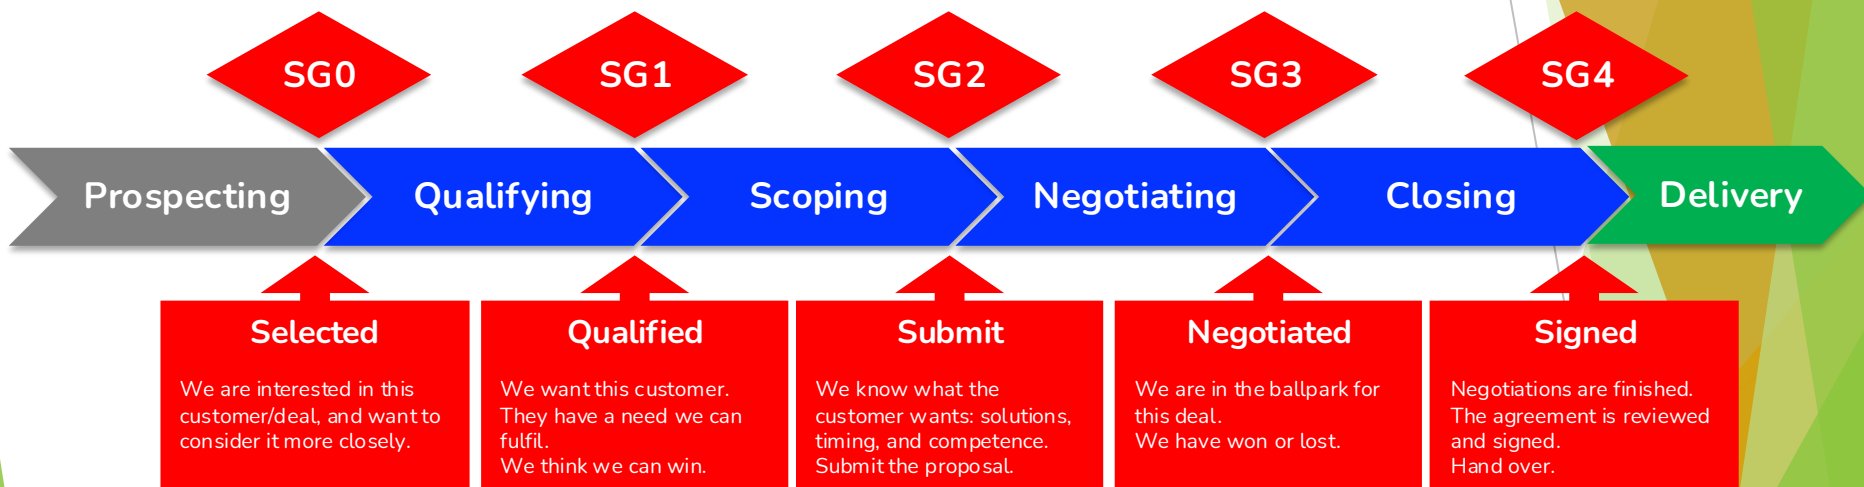 SG0
SG1
SG2
SG3
SG4
Prospecting
Qualifying
Scoping
Negotiating
Closing
Delivery
Selected
We are interested in this
customer/deal, and want to
consider it more closely.
Qualified
We want this customer.
They have a need we can
fulfil.
We think we can win.
Submit
We know what the
customer wants: solutions,
timing, and competence.
Submit the proposal.
Negotiated
We are in the ballpark for
this deal.
We have won or lost.
Signed
Negotiations are finished.
The agreement is reviewed
and signed.
Hand over.